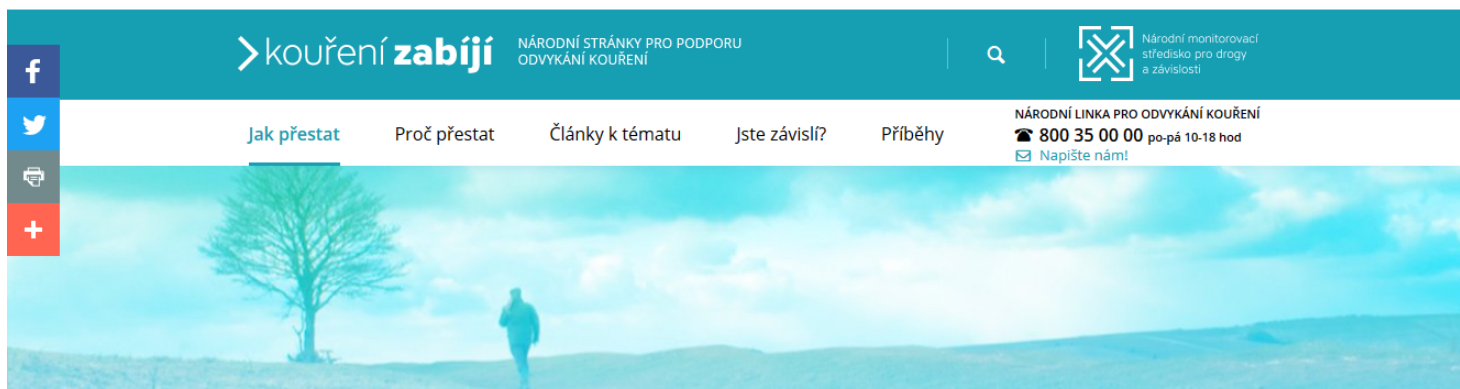 kouření zabíjí
NÁRODNÍ STRÁNKY PRO PODPORU
ODVYKÁNÍ KOUŘENÍ
Národní monitorovací
středisko pro drogy
a závislosti
Jak přestat
Proč přestat
Články k tématu
Jste závislí?
Příběhy
NÁRODNÍ LINKA PRO ODVYKÁNÍ KOUŘENÍ
800 35 00 00 po-pá 10-18 hod
Napište nám!